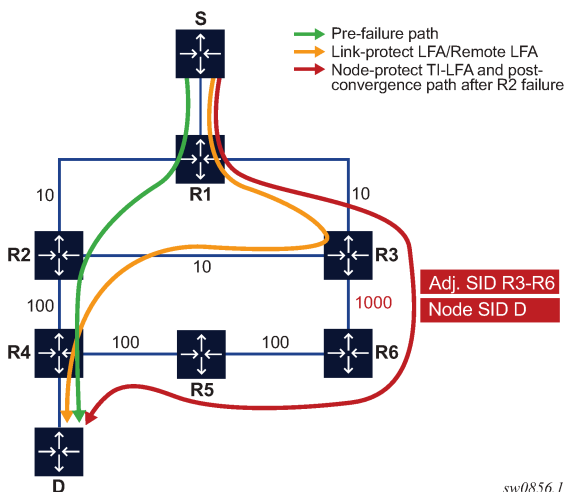 S
Pre-failure path
Link-protect LFA/Remote LFA
Node-protect TI-LFA and post-
convergence path after R2 failure
R1
10
10
R2
R3
10
Adj. SID R3-R6
100
1000
Node SID D
R4
100
100
R6
R5
D
sw0856.1